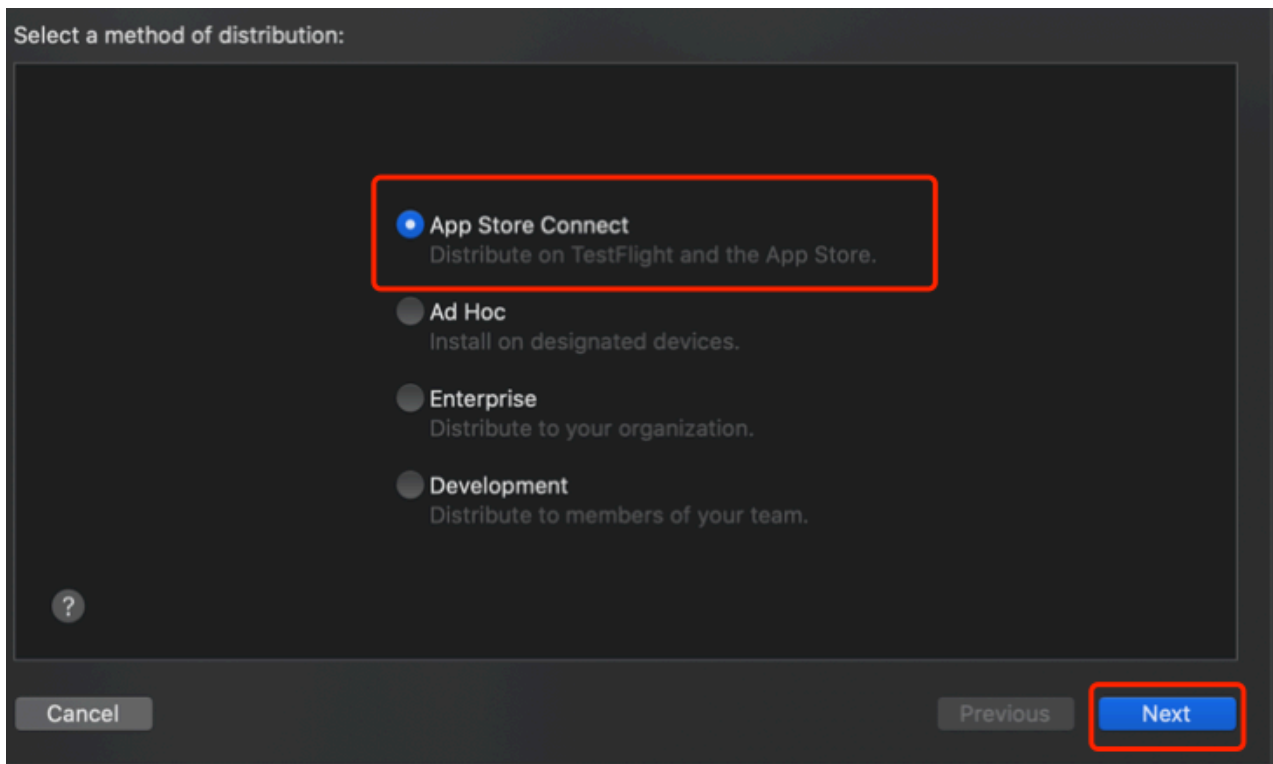 Select a method of distribution:
App Store Connect
Distribute on TestFlight and the App Store.
Ad Hoc
Install on designated devices.
Enterprise
Distribute to your organization.
Development
Distribute to members of your team.
?
Cancel
Previous
Next